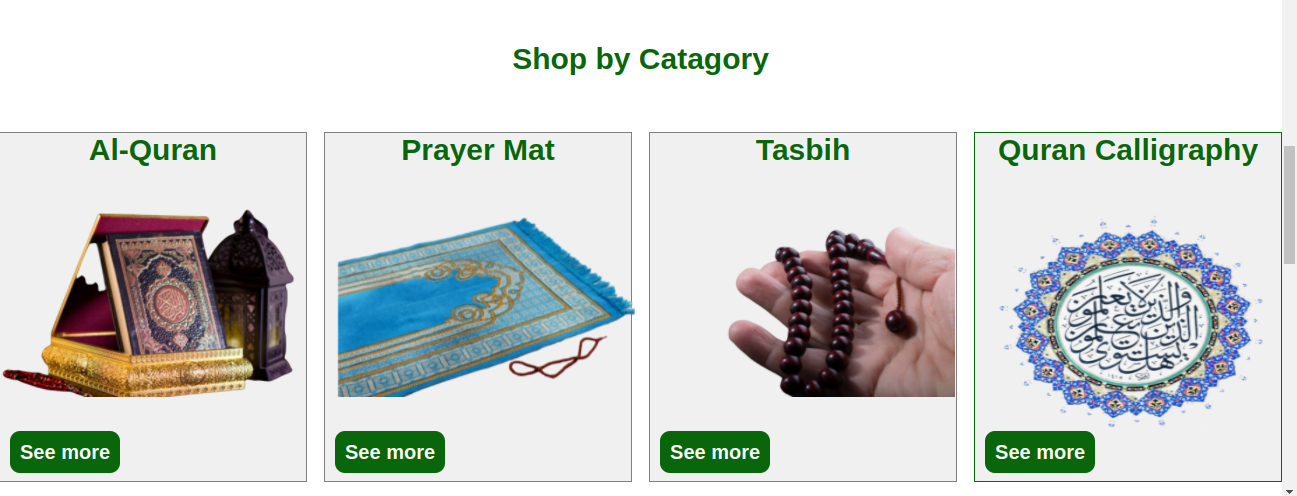 Shop by Catagory
Al-Quran
Prayer Mat
Tasbih
Quran Calligraphy
See more
See more
See more
See more